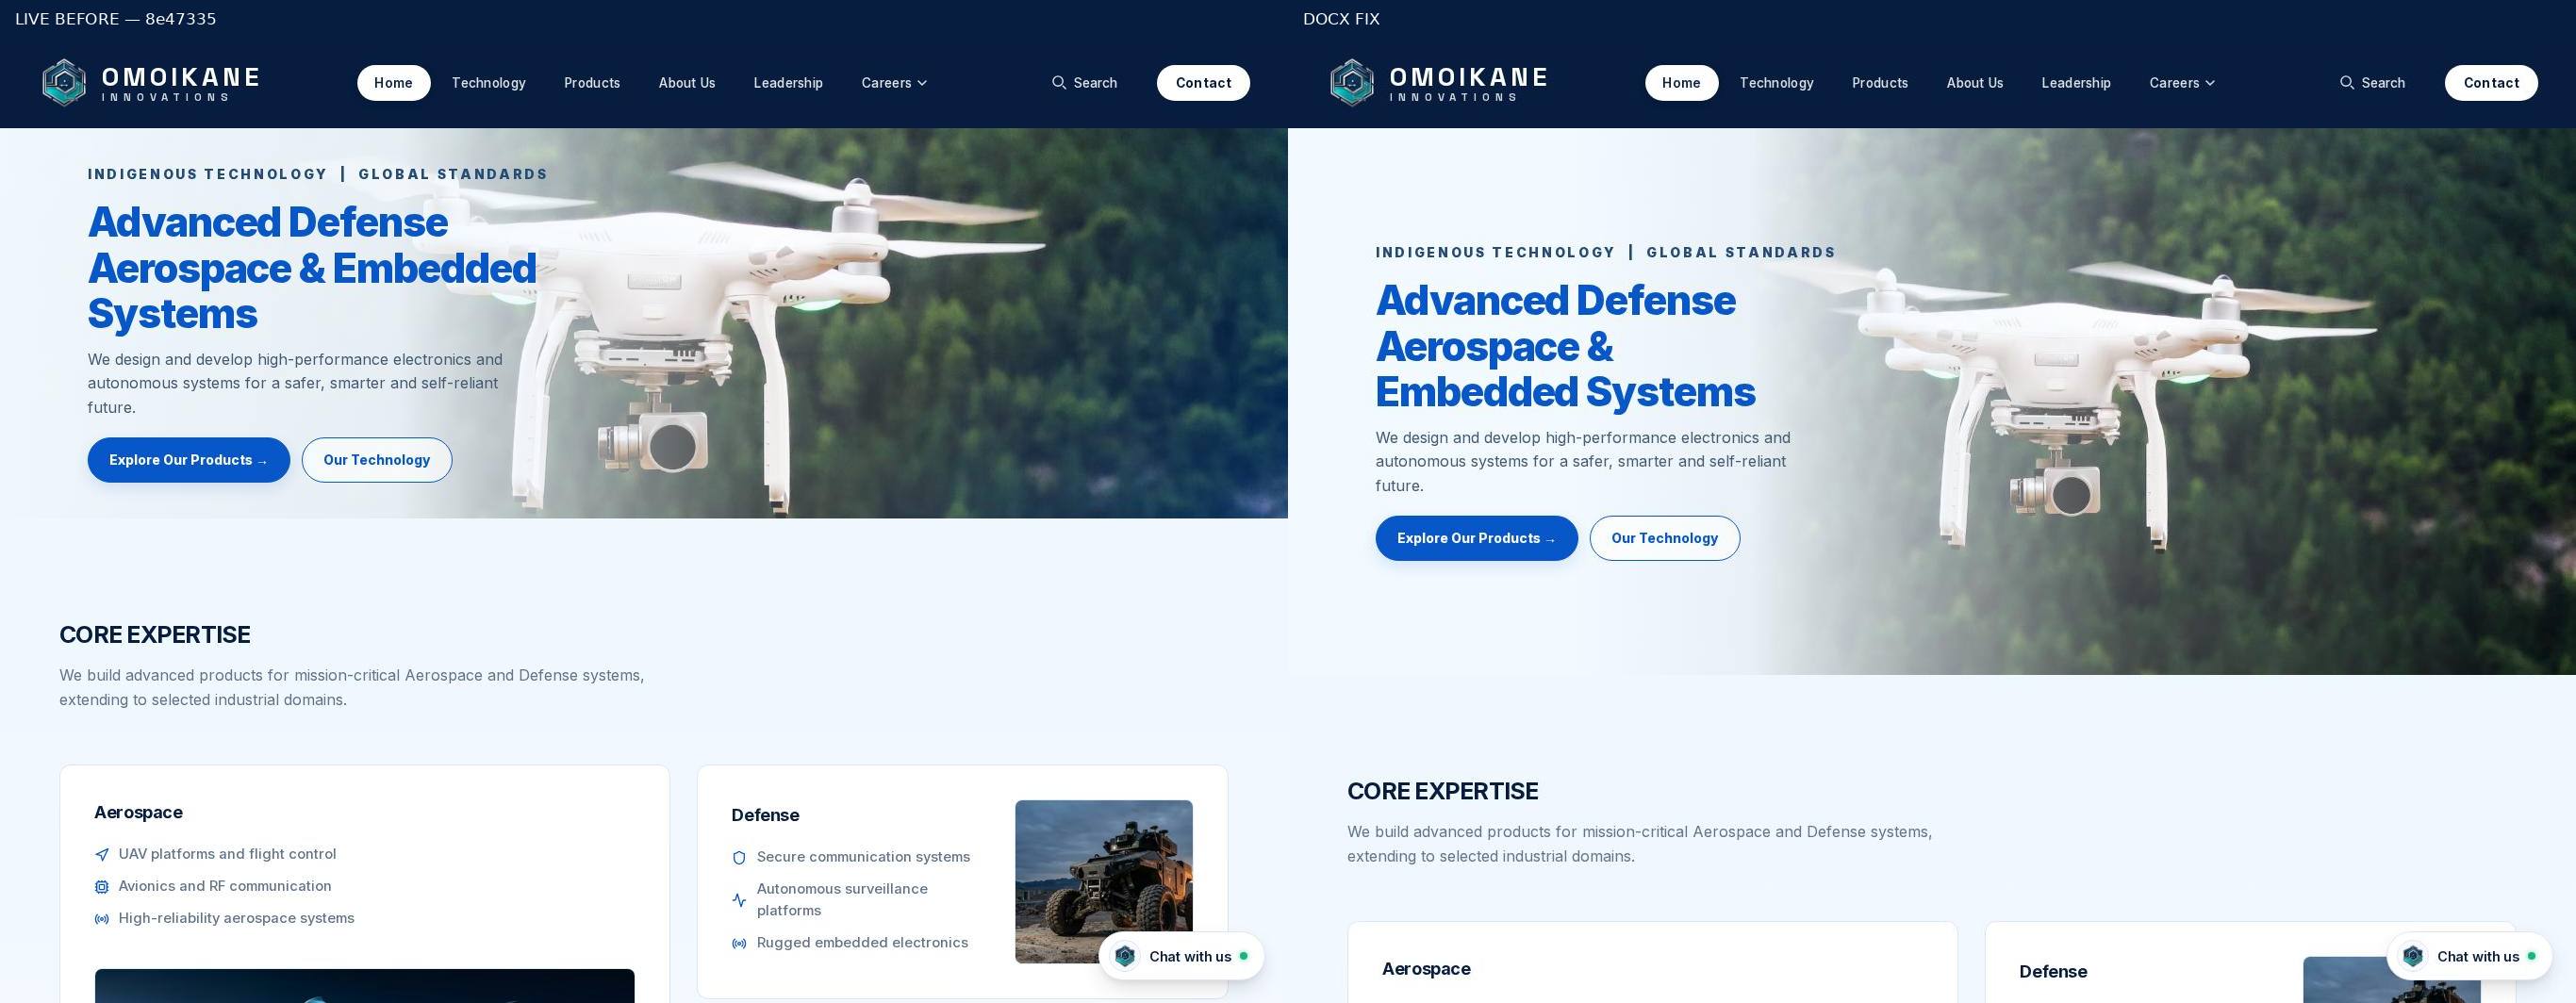 LIVE BEFORE — 8e47335
OMOIKANE
INNOVATIONS
Home
Technology
Products
About Us
Leadership
Careers
Search
Contact
INDIGENOUS TECHNOLOGY | GLOBAL STANDARDS
Advanced Defense
Aerospace & Embedded
Systems
We design and develop high-performance electronics and
autonomous systems for a safer, smarter and self-reliant
future.
Explore Our Products →
Our Technology
CORE EXPERTISE
We build advanced products for mission-critical Aerospace and Defense systems,
extending to selected industrial domains.
Aerospace
UAV platforms and flight control
Avionics and RF communication
High-reliability aerospace systems
Defense
Secure communication systems
Autonomous surveillance
platforms
Rugged embedded electronics
Chat with us
DOCX FIX
OMOIKANE
INNOVATIONS
Home
Technology
Products
About Us
Leadership
Careers
Search
Contact
INDIGENOUS TECHNOLOGY | GLOBAL STANDARDS
Advanced Defense
Aerospace &
Embedded Systems
We design and develop high-performance electronics and
autonomous systems for a safer, smarter and self-reliant
future.
Explore Our Products →
Our Technology
CORE EXPERTISE
We build advanced products for mission-critical Aerospace and Defense systems,
extending to selected industrial domains.
Aerospace
Defense
Chat with us